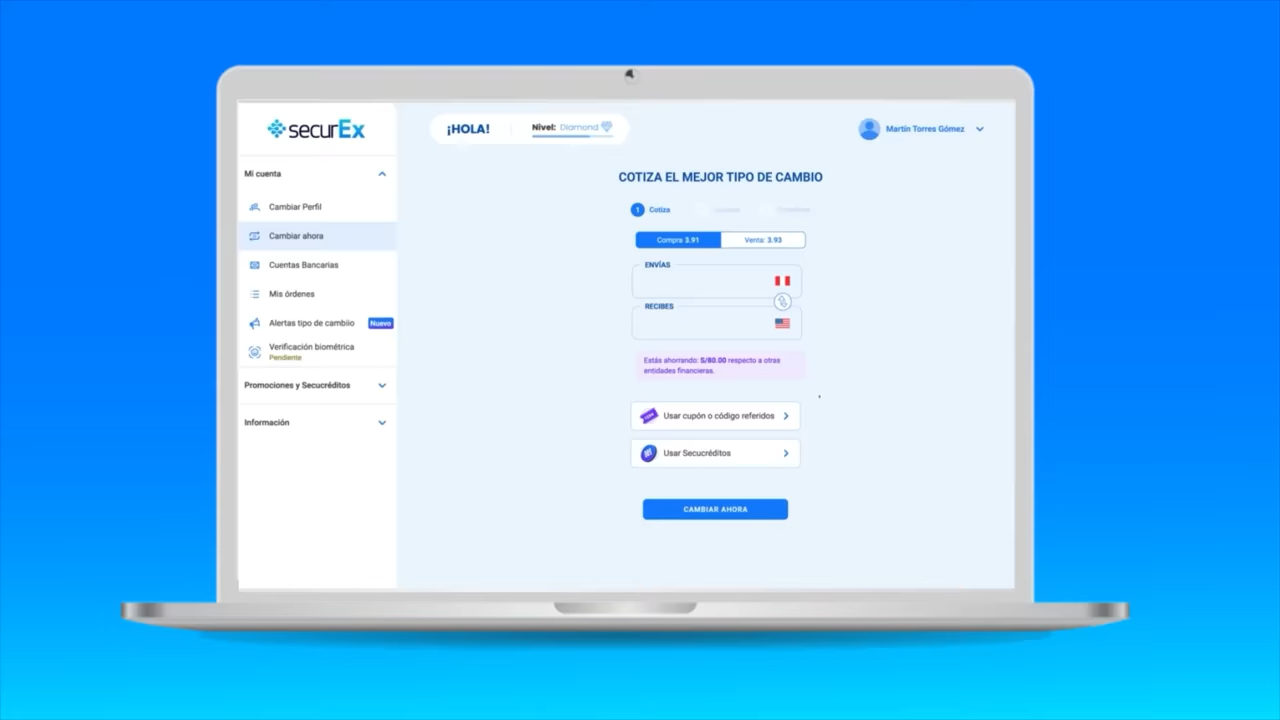 securEx
¡HOLA!
Nivel: Diamond
Martín Torres Gómez
Mi cuenta
Cambiar Perfil
Cambiar ahora
Cuentas Bancarias
Mis órdenes
Alertas tipo de cambiio
Nuevo
Verificación biométrica
Pendiente
Promociones y Secucréditos
Información
COTIZA EL MEJOR TIPO DE CAMBIO
1 Cotiza
Compra 3.91
Venta: 3.93
ENVÍAS
RECIBES
Estás ahorrando: S/80.00 respecto a otras
entidades financieras.
Usar cupón o código referidos
Usar Secucréditos
CAMBIAR AHORA